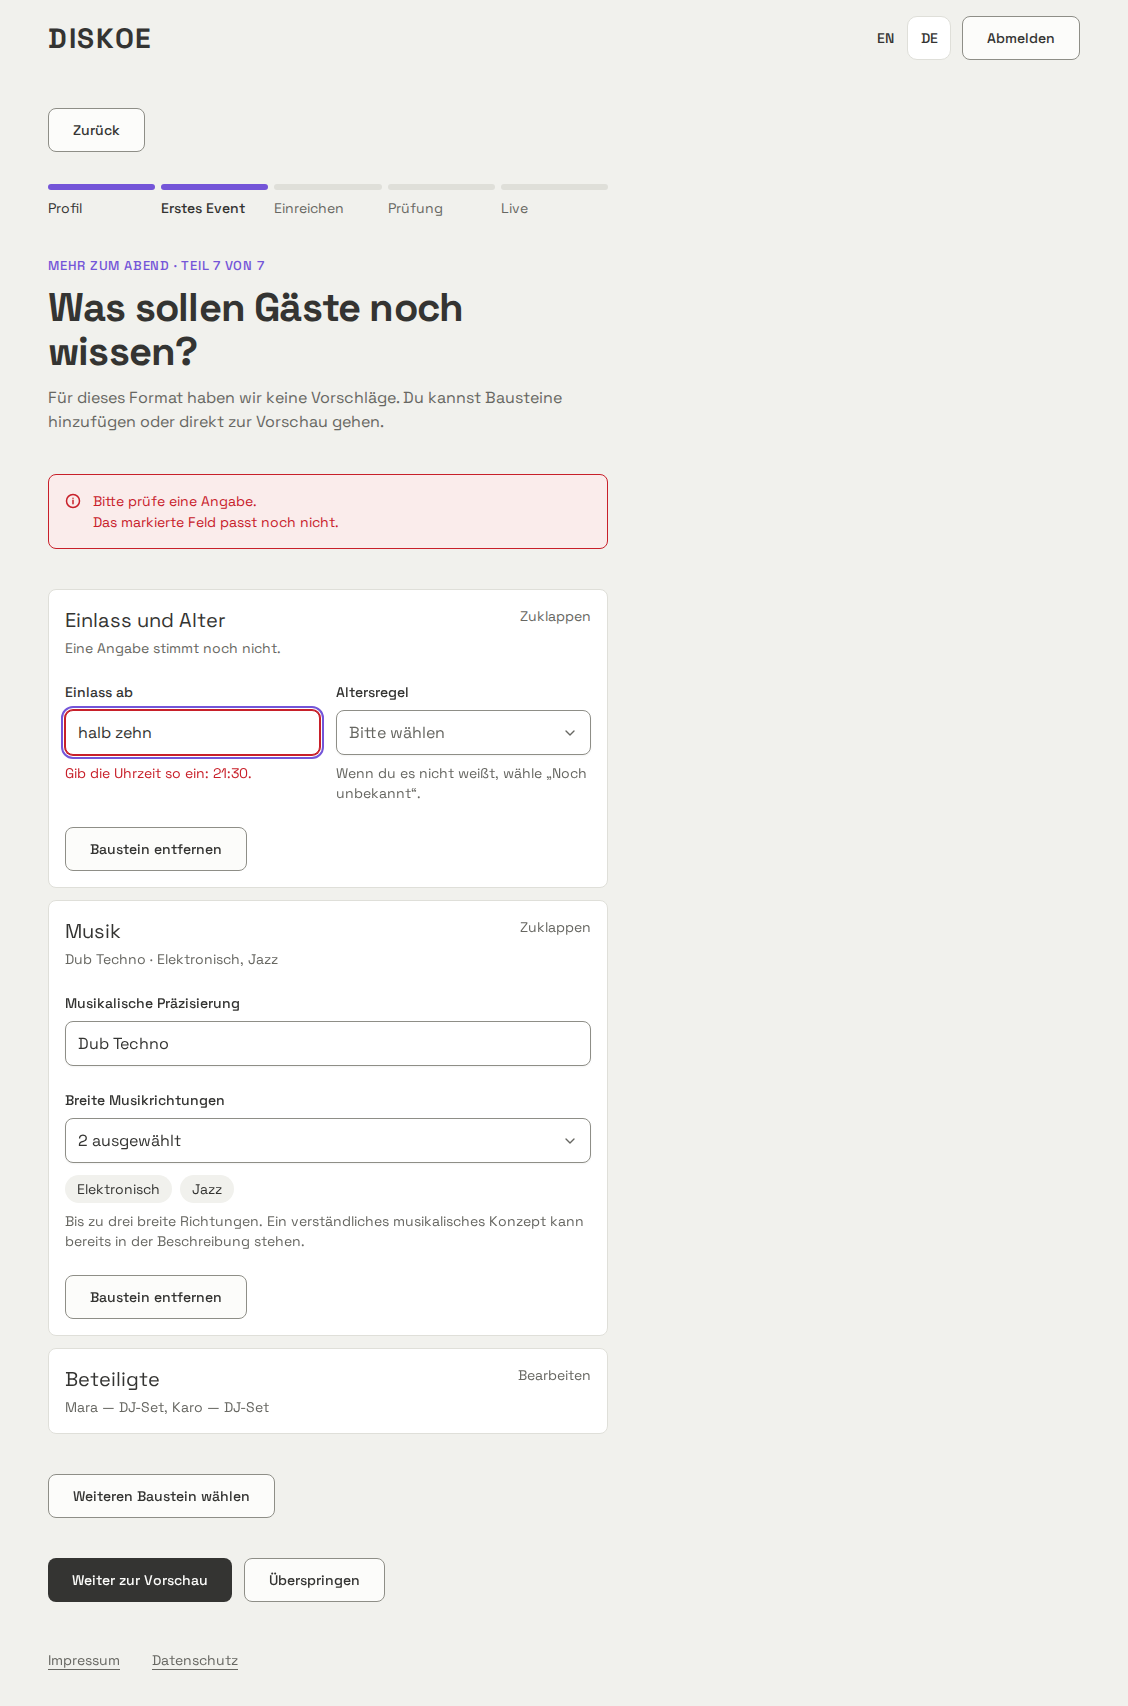 DISKOE
EN
DE
Abmelden
Zurück
Profil
Erstes Event
Einreichen
Prüfung
Live
MEHR ZUM ABEND · TEIL 7 VON 7
Was sollen Gäste noch
wissen?
Für dieses Format haben wir keine Vorschläge. Du kannst Bausteine
hinzufügen oder direkt zur Vorschau gehen.
Bitte prüfe eine Angabe.
Das markierte Feld passt noch nicht.
Einlass und Alter
Zuklappen
Eine Angabe stimmt noch nicht.
Einlass ab
Altersregel
halb zehn
Bitte wählen
Gib die Uhrzeit so ein: 21:30.
Wenn du es nicht weißt, wähle „Noch
unbekannt“.
Baustein entfernen
Musik
Zuklappen
Dub Techno · Elektronisch, Jazz
Musikalische Präzisierung
Dub Techno
Breite Musikrichtungen
2 ausgewählt
Elektronisch
Jazz
Bis zu drei breite Richtungen. Ein verständliches musikalisches Konzept kann
bereits in der Beschreibung stehen.
Baustein entfernen
Beteiligte
Bearbeiten
Mara — DJ-Set, Karo — DJ-Set
Weiteren Baustein wählen
Weiter zur Vorschau
Überspringen
Impressum
Datenschutz